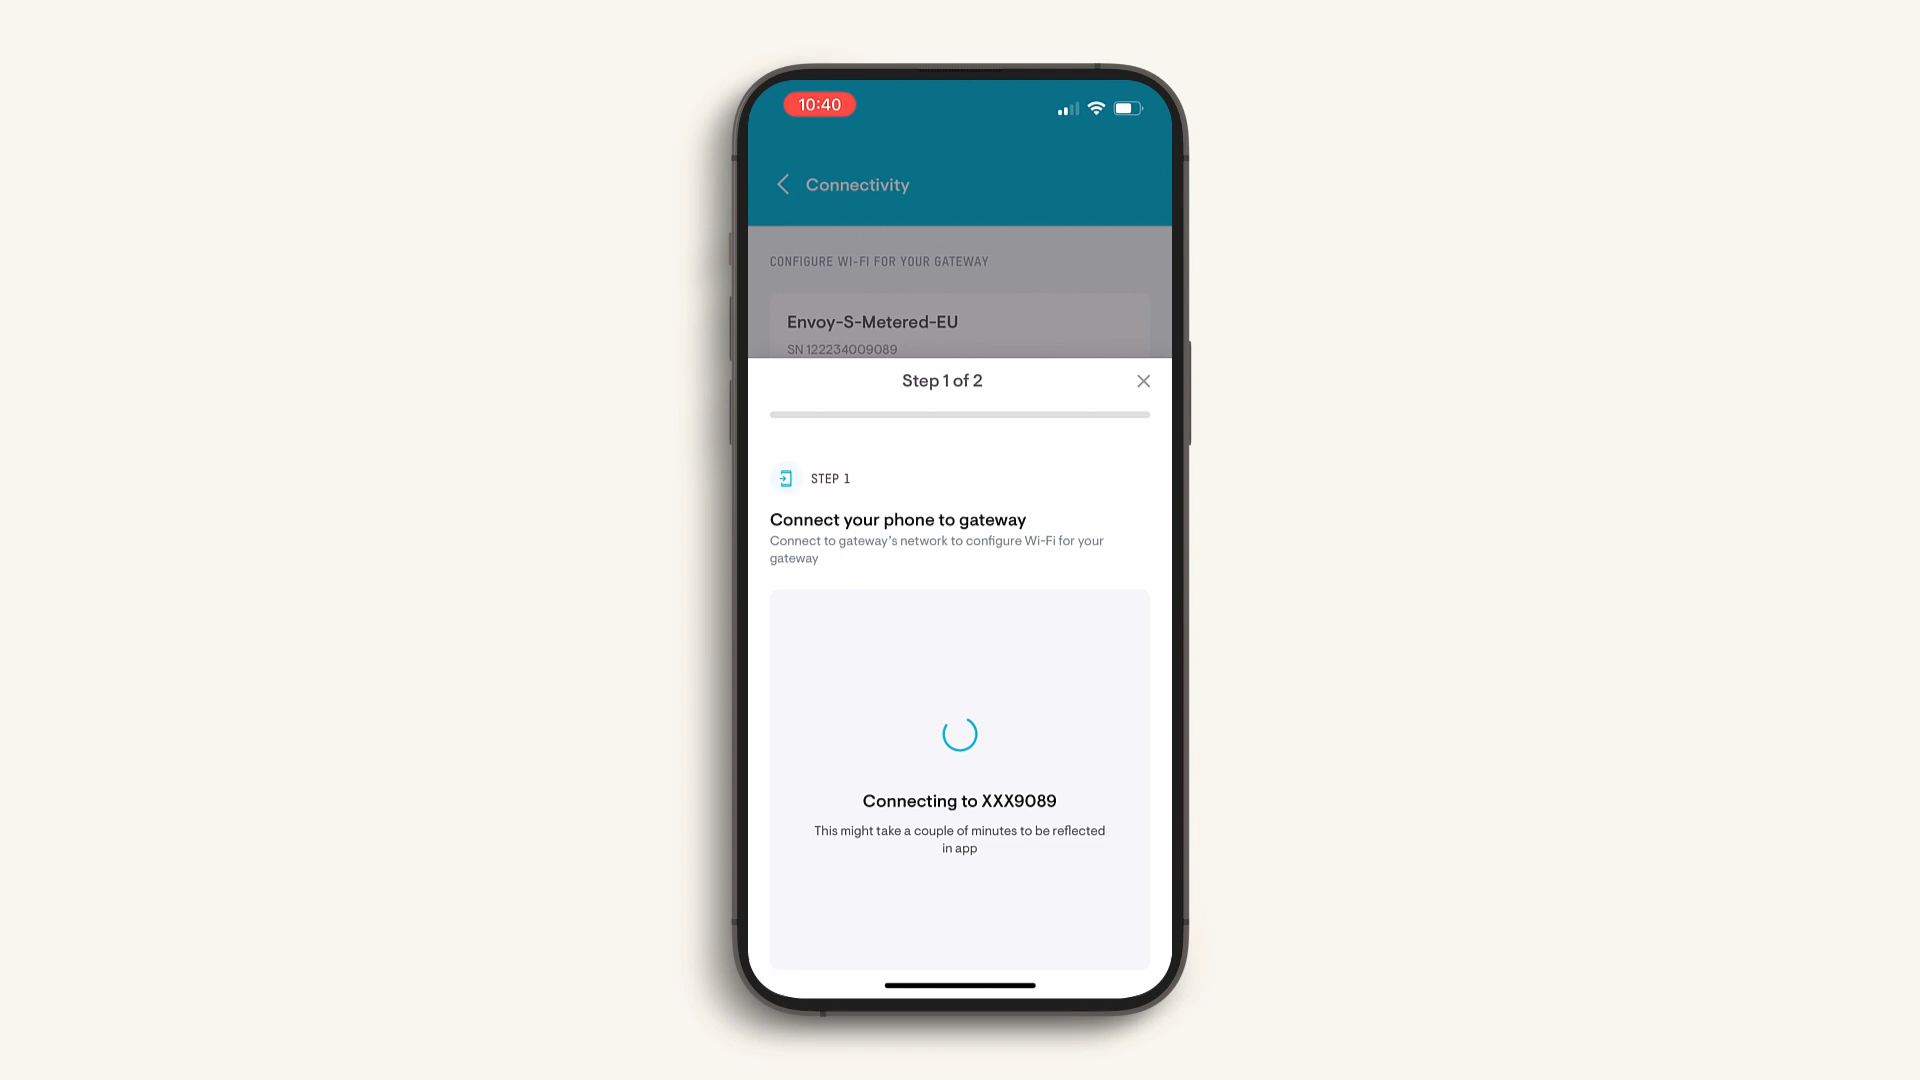 10:40
Connectivity
CONFIGURE WI-FI FOR YOUR GATEWAY
Envoy-S-Metered-EU
SN 122234009089
Step 1 of 2
STEP 1
Connect your phone to gateway
Connect to gateway's network to configure Wi-Fi for your
gateway
Connecting to XXX9089
This might take a couple of minutes to be reflected
in app